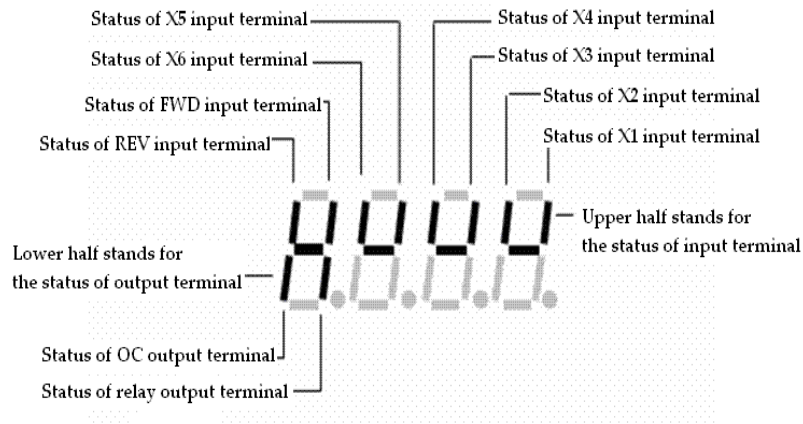 Status of X5 input terminal
Status of X4 input terminal
Status of X6 input terminal
Status of X3 input terminal
Status of FWD input terminal
Status of X2 input terminal
Status of REV input terminal
Status of X1 input terminal
Upper half stands for
the status of input terminal
Lower half stands for
the status of output terminal
Status of OC output terminal
Status of relay output terminal